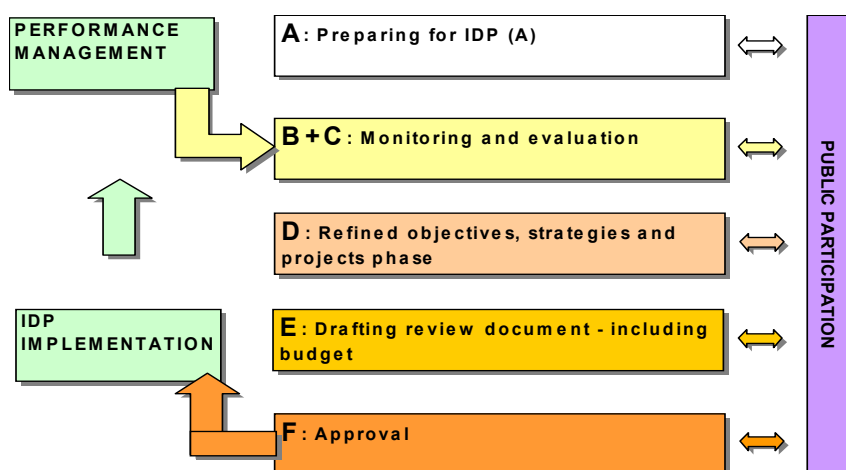 PERFORMANCE
MANAGEMENT
A: Preparing for IDP (A)
B+C: Monitoring and evaluation
D: Refined objectives, strategies and
projects phase
IDP
IMPLEMENTATION
E: Drafting review document - including
budget
F: Approval
PUBLIC PARTICIPATION